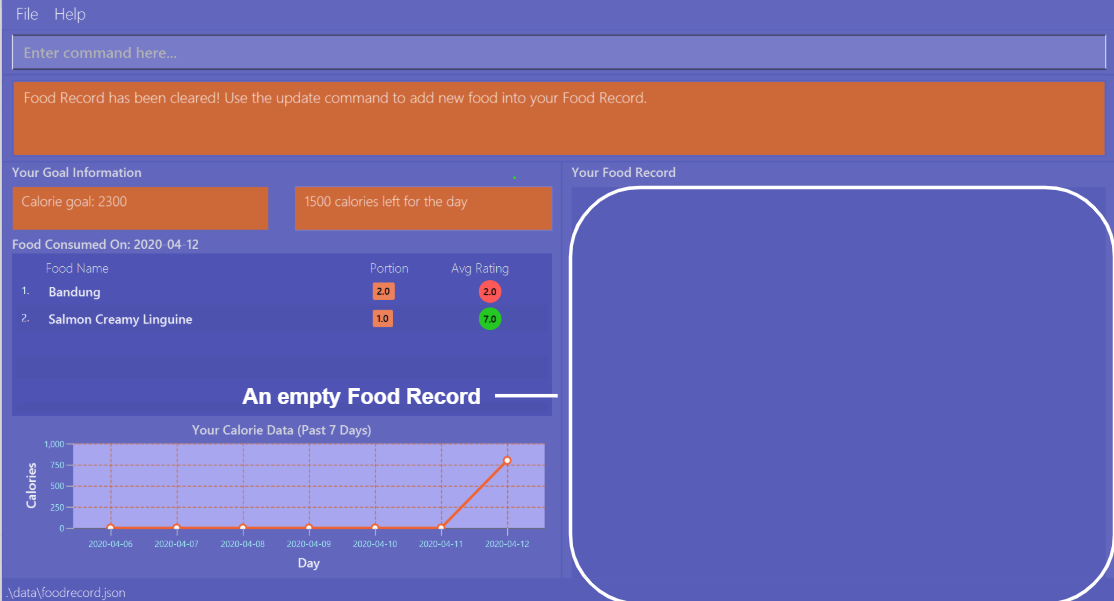 File Help
Enter command here...
Food Record has been cleared! Use the update command to add new food into your Food Record.
Your Goal Information
Calorie goal: 2300
1500 calories left for the day
Food Consumed On: 2020-04-12
Food Name Portion Avg Rating
1. Bandung 2.0 2.0
2. Salmon Creamy Linguine 1.0 7.0
An empty Food Record
Your Calorie Data (Past 7 Days)
Calories
1,000
750
500
250
0
2020-04-06 2020-04-07 2020-04-08 2020-04-09 2020-04-10 2020-04-11 2020-04-12
Day
Your Food Record
.\data\foodrecord.json